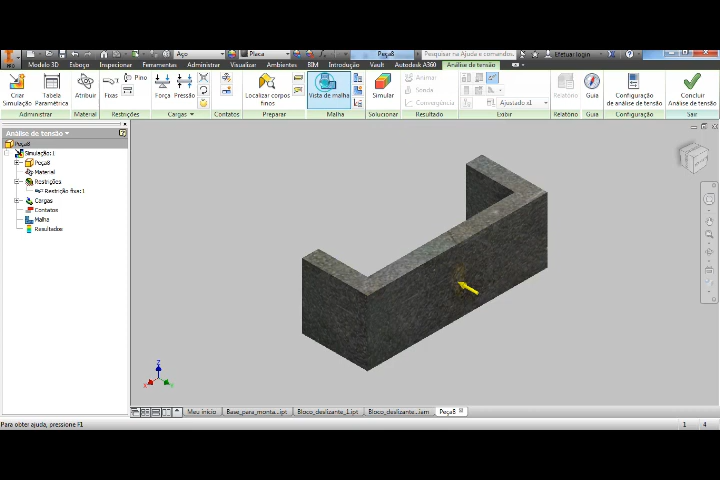 Aço Placa Peça8 Pesquisar na Ajuda e comandos. Efetuar login
PRO Modelo 3D Esboço Inspecionar Ferramentas Administrar Visualizar Ambientes BIM Introdução Vault Autodesk A360 Análise de tensão
Criar Simulação Tabela Paramétrica Atribuir Fixas Pino Força Pressão Localizar corpos finos Vista de malha Simular Animar Sonda Convergência Ajustado x1 Relatório Guia Configuração de análise de tensão Concluir Análise de tensão
Administrar Material Restrições Cargas Contatos Preparar Malha Solucionar Resultado Exibir Relatório Guia Configuração Sair
Análise de tensão
Peça8
Simulação:1
Peça8
Material
Restrições
Restrição fixa:1
Cargas
Contatos
Malha
Resultados
Z
X
Y
Meu início Base_para_monta...ipt Bloco_deslizante_1.ipt Bloco_deslizante...iam Peça8
Para obter ajuda, pressione F1 1 4